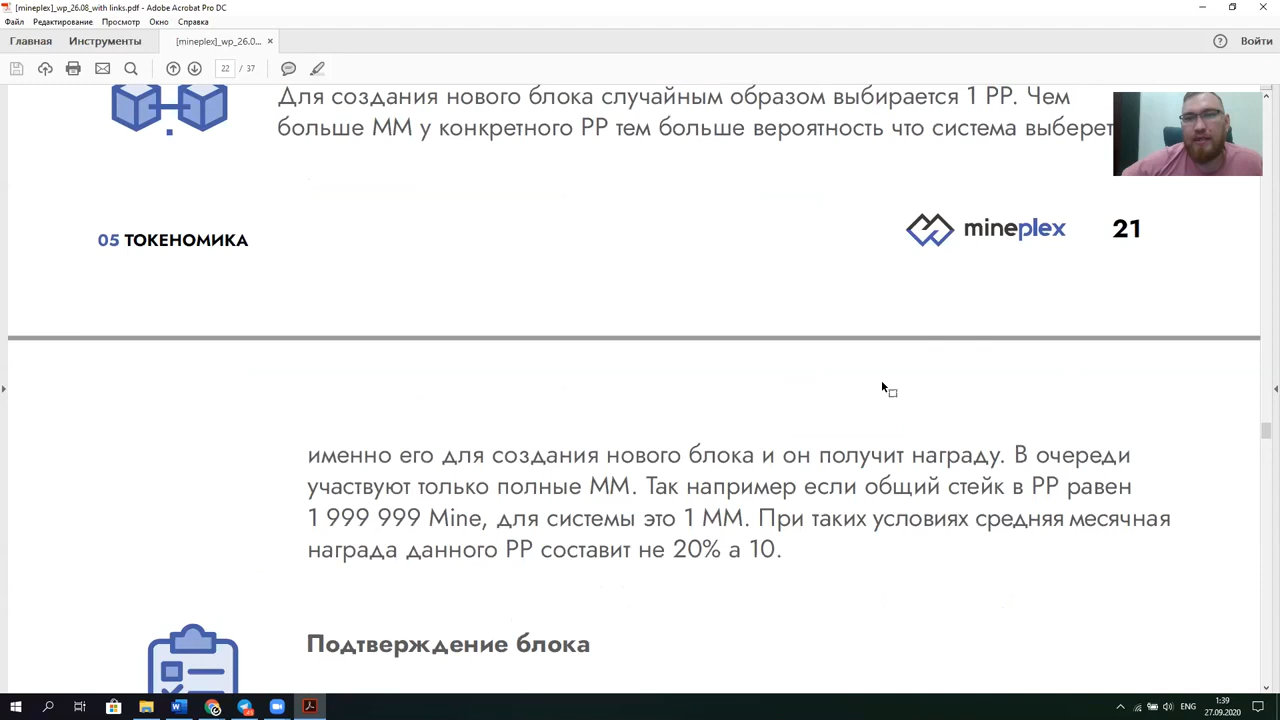 [mineplex]_wp_26.08_with links.pdf - Adobe Acrobat Pro DC
Файл Редактирование Просмотр Окно Справка
Главная Инструменты [mineplex]_wp_26.0... × ? Войти
22 / 37
Для создания нового блока случайным образом выбирается 1 PP. Чем
больше ММ у конкретного PP тем больше вероятность что система выберет
05 ТОКЕНОМИКА
mineplex 21
именно его для создания нового блока и он получит награду. В очереди
участвуют только полные ММ. Так например если общий стейк в PP равен
1 999 999 Mine, для системы это 1 ММ. При таких условиях средняя месячная
награда данного PP составит не 20% а 10.
Подтверждение блока
ENG
1:39
27.09.2020